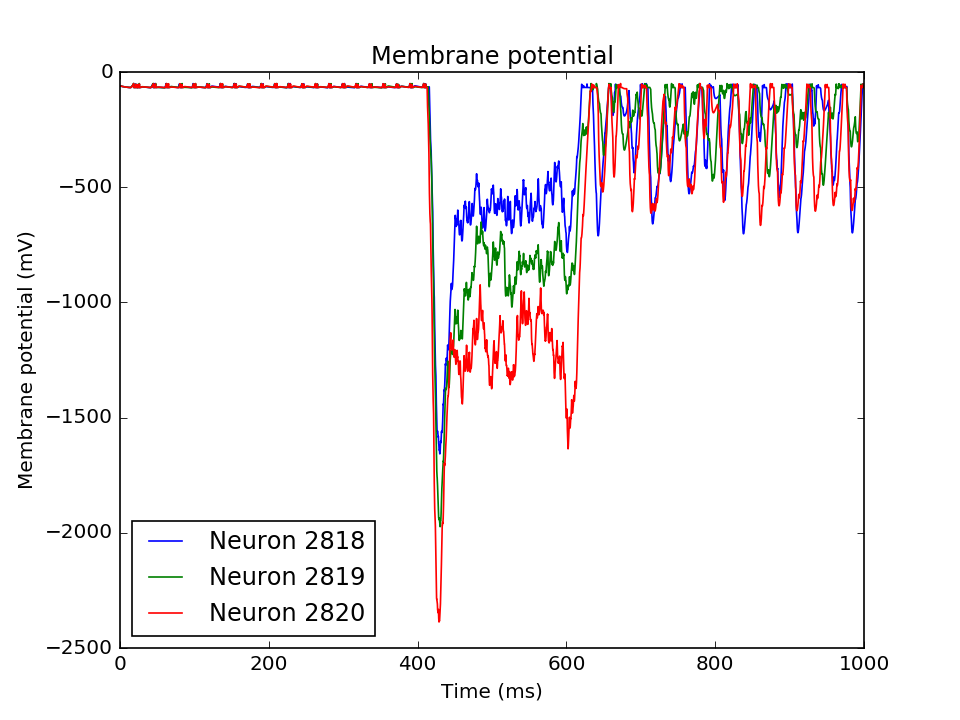 Membrane potential
Membrane potential (mV)
0
−500
−1000
−1500
−2000
−2500
Neuron 2818
Neuron 2819
Neuron 2820
0 200 400 600 800 1000
Time (ms)